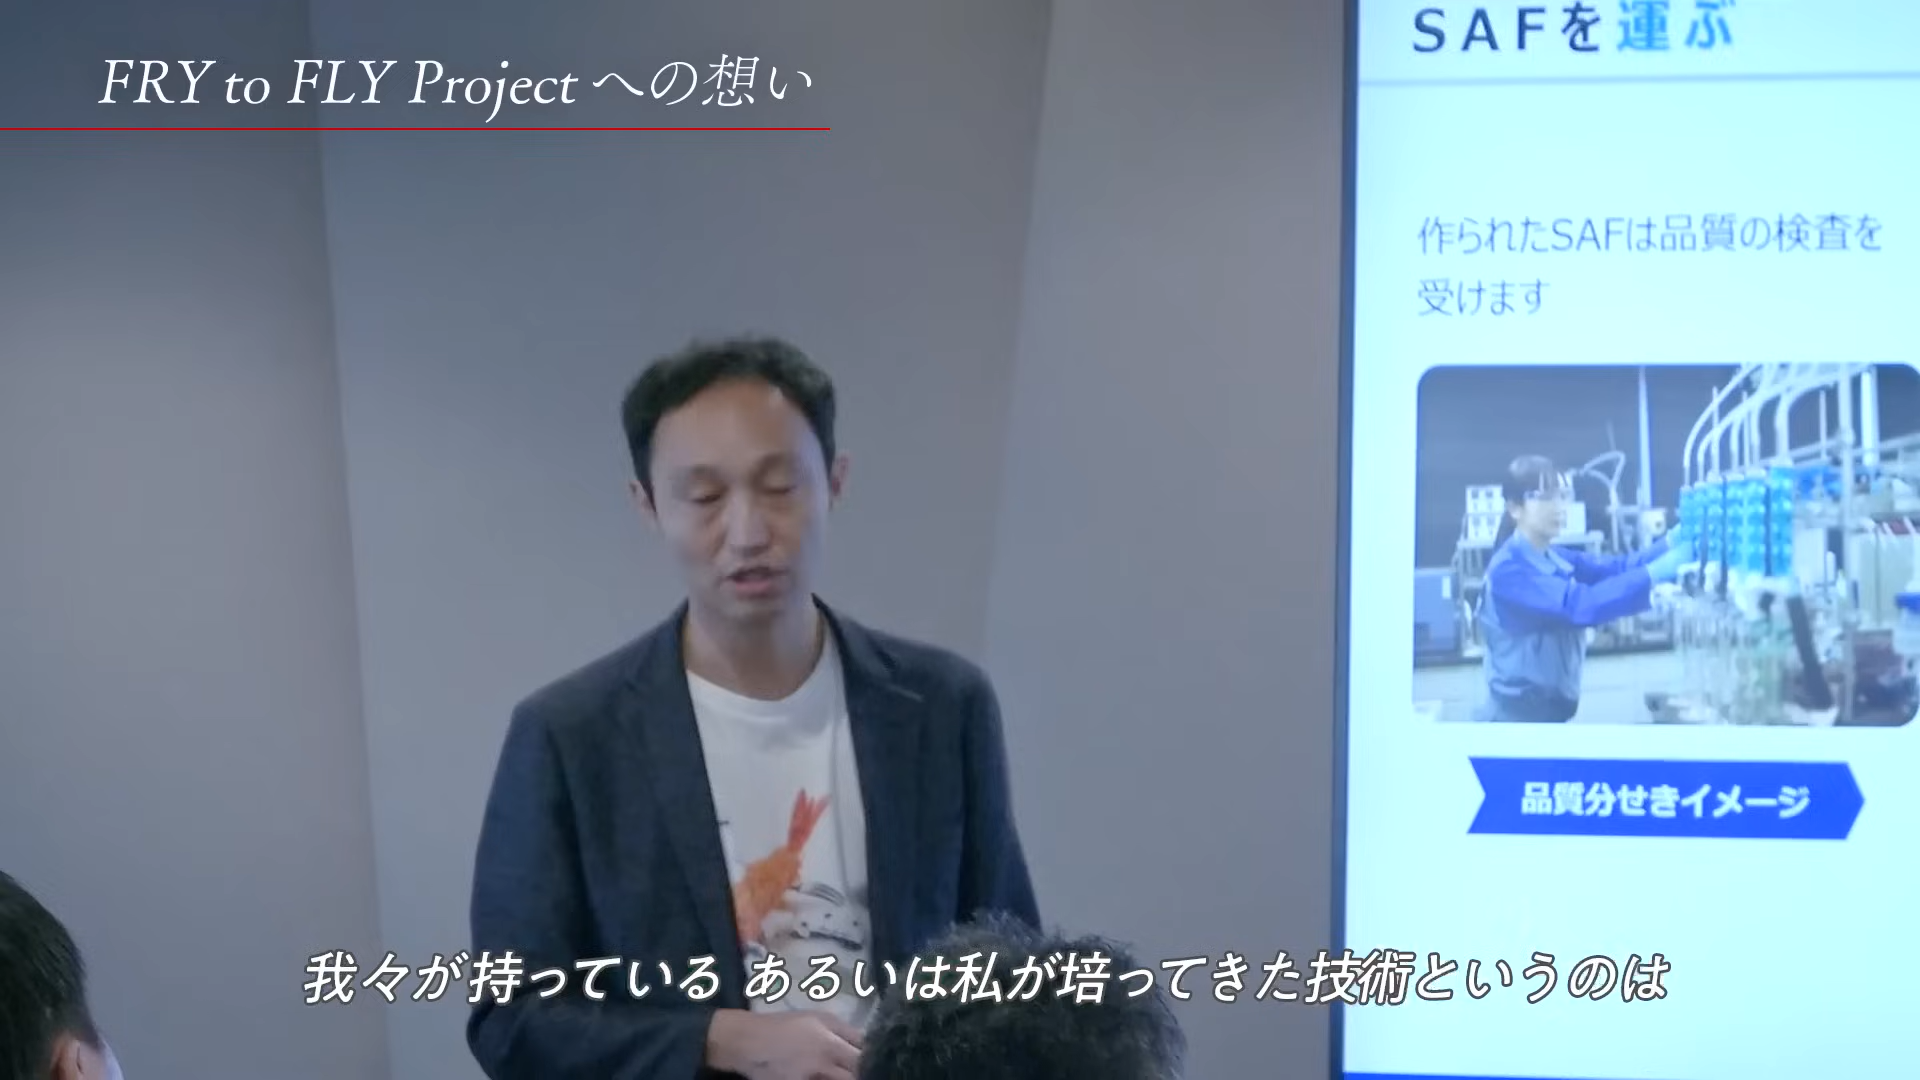 FRY to FLY Project への想い
SAFを運ぶ
作られたSAFは品質の検査を
受けます
品質分せきイメージ
我々が持っている あるいは私が培ってきた技術というのは